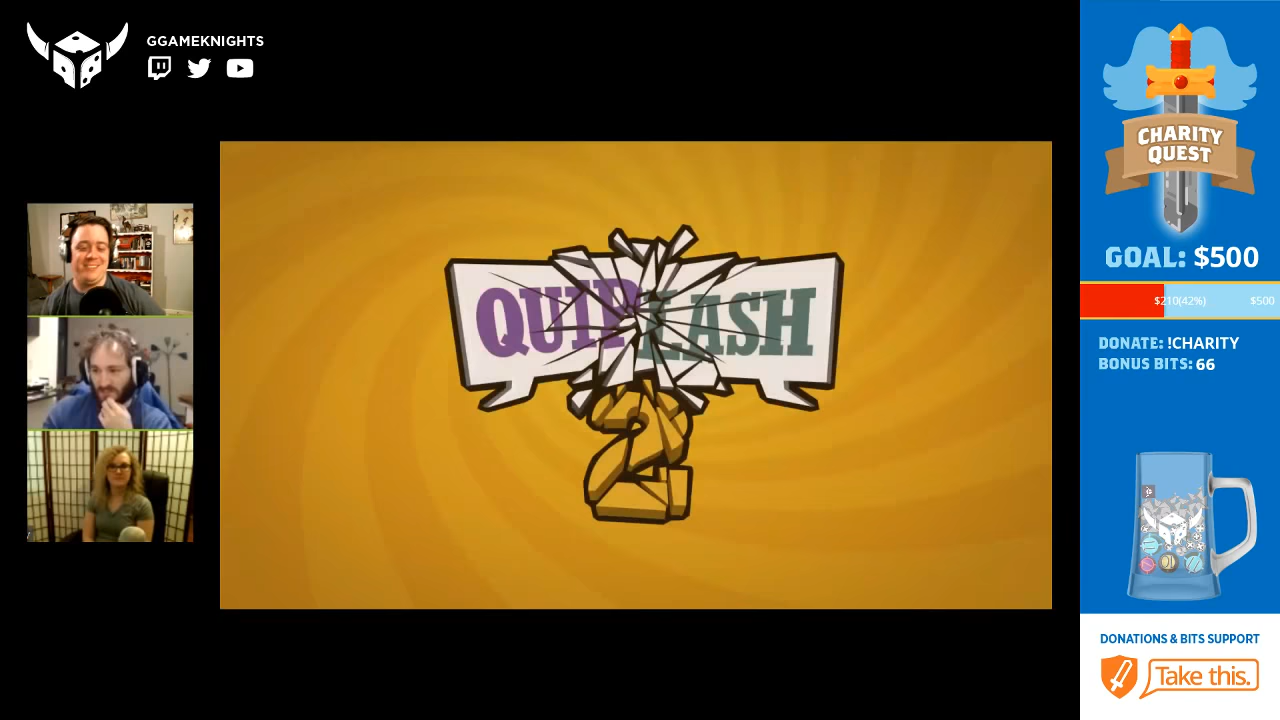 GGAMEKNIGHTS
QUIPLASH
2
CHARITY
QUEST
GOAL: $500
$210(42%) $500
DONATE: !CHARITY
BONUS BITS: 66
DONATIONS & BITS SUPPORT
Take this.